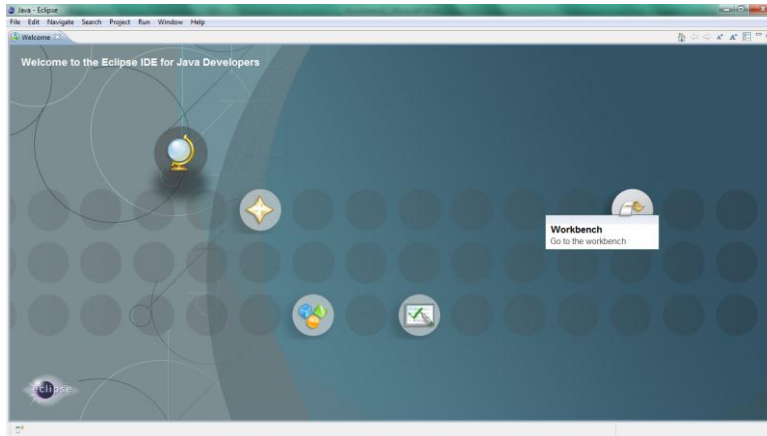 Java - Eclipse
File Edit Navigate Search Project Run Window Help
Welcome
Welcome to the Eclipse IDE for Java Developers
Workbench
Go to the workbench
eclipse